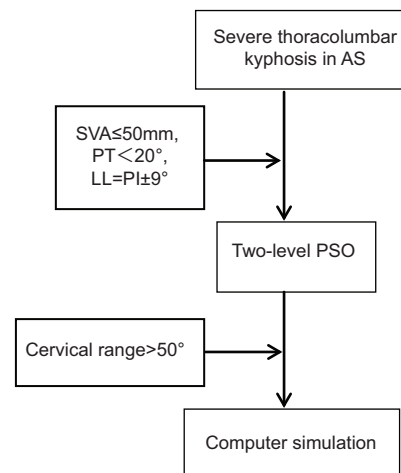 Severe thoracolumbar
kyphosis in AS
SVA≤50mm,
PT＜20°,
LL=PI±9°
Two-level PSO
Cervical range>50°
Computer simulation